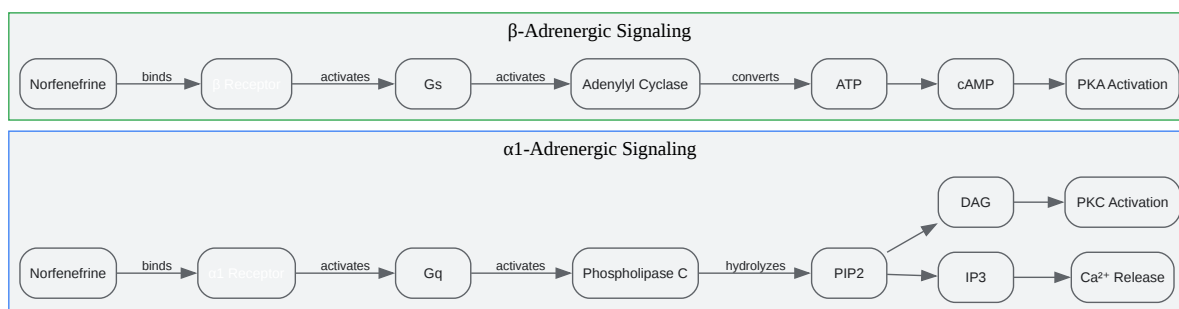 β-Adrenergic Signaling
Norfenefrine
binds
β Receptor
activates
Gs
activates
Adenylyl Cyclase
converts
ATP
cAMP
PKA Activation
α1-Adrenergic Signaling
Norfenefrine
binds
α1 Receptor
activates
Gq
activates
Phospholipase C
hydrolyzes
PIP2
DAG
PKC Activation
IP3
Ca²⁺ Release